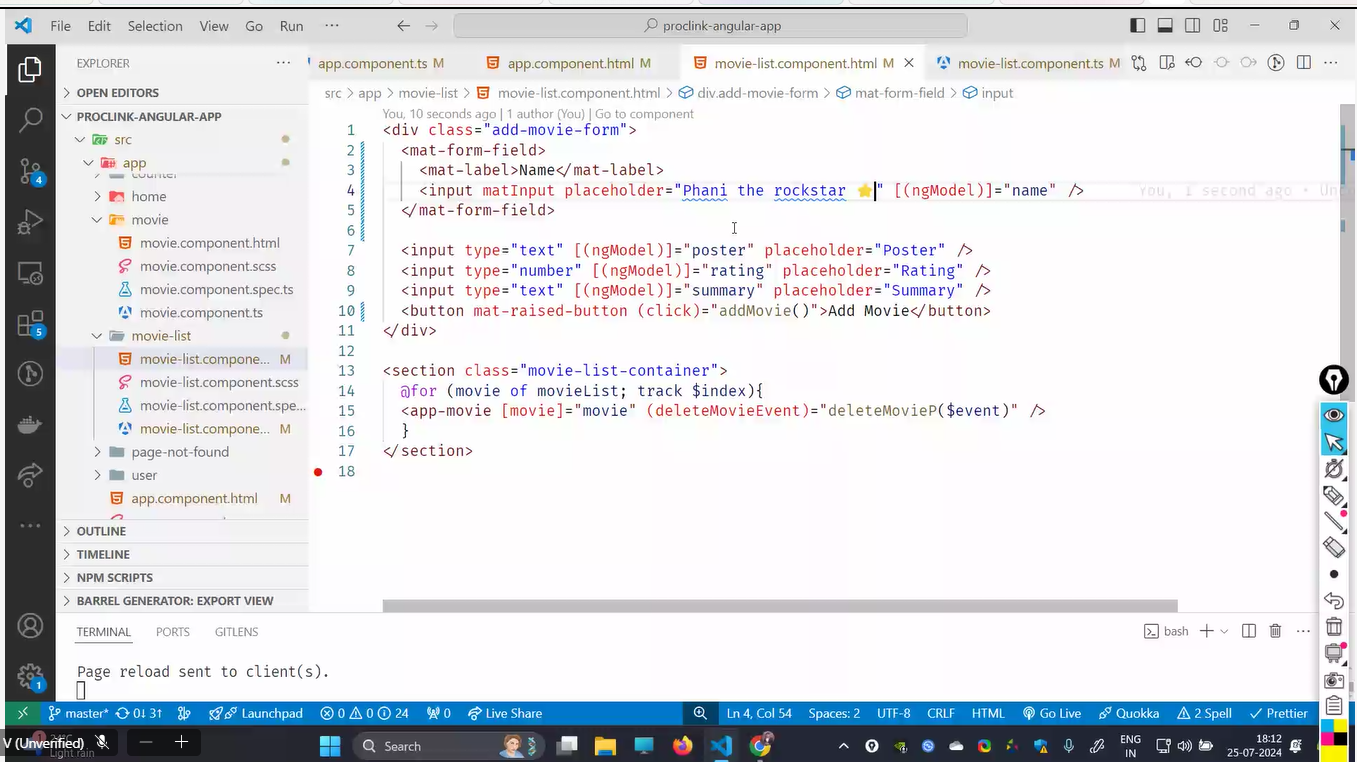 File Edit Selection View Go Run ··· proclink-angular-app
EXPLORER ···
app.component.ts M app.component.html M movie-list.component.html M movie-list.component.ts M ···
OPEN EDITORS
src > app > movie-list > movie-list.component.html > div.add-movie-form > mat-form-field > input
PROCLINK-ANGULAR-APP
src
app
counter
home
movie
movie.component.html
movie.component.scss
movie.component.spec.ts
movie.component.ts
movie-list
movie-list.compone... M
movie-list.component.scss
movie-list.component.spe...
movie-list.compone... M
page-not-found
user
app.component.html M
OUTLINE
TIMELINE
NPM SCRIPTS
BARREL GENERATOR: EXPORT VIEW
You, 10 seconds ago | 1 author (You) | Go to component
1 <div class="add-movie-form">
2 <mat-form-field>
3 <mat-label>Name</mat-label>
4 <input matInput placeholder="Phani the rockstar ⭐" [(ngModel)]="name" /> You, 1 second ago • Un
5 </mat-form-field>
6
7 <input type="text" [(ngModel)]="poster" placeholder="Poster" />
8 <input type="number" [(ngModel)]="rating" placeholder="Rating" />
9 <input type="text" [(ngModel)]="summary" placeholder="Summary" />
10 <button mat-raised-button (click)="addMovie()">Add Movie</button>
11 </div>
12
13 <section class="movie-list-container">
14 @for (movie of movieList; track $index){
15 <app-movie [movie]="movie" (deleteMovieEvent)="deleteMovieP($event)" />
16 }
17 </section>
18
4
5
1
TERMINAL PORTS GITLENS bash ···
Page reload sent to client(s).
master* 0↓ 3↑ Launchpad 0 0 24 0 Live Share Ln 4, Col 54 Spaces: 2 UTF-8 CRLF HTML Go Live Quokka 2 Spell Prettier
V (Unverified)
24°C
Light rain
Search
ENG
IN
18:12
25-07-2024